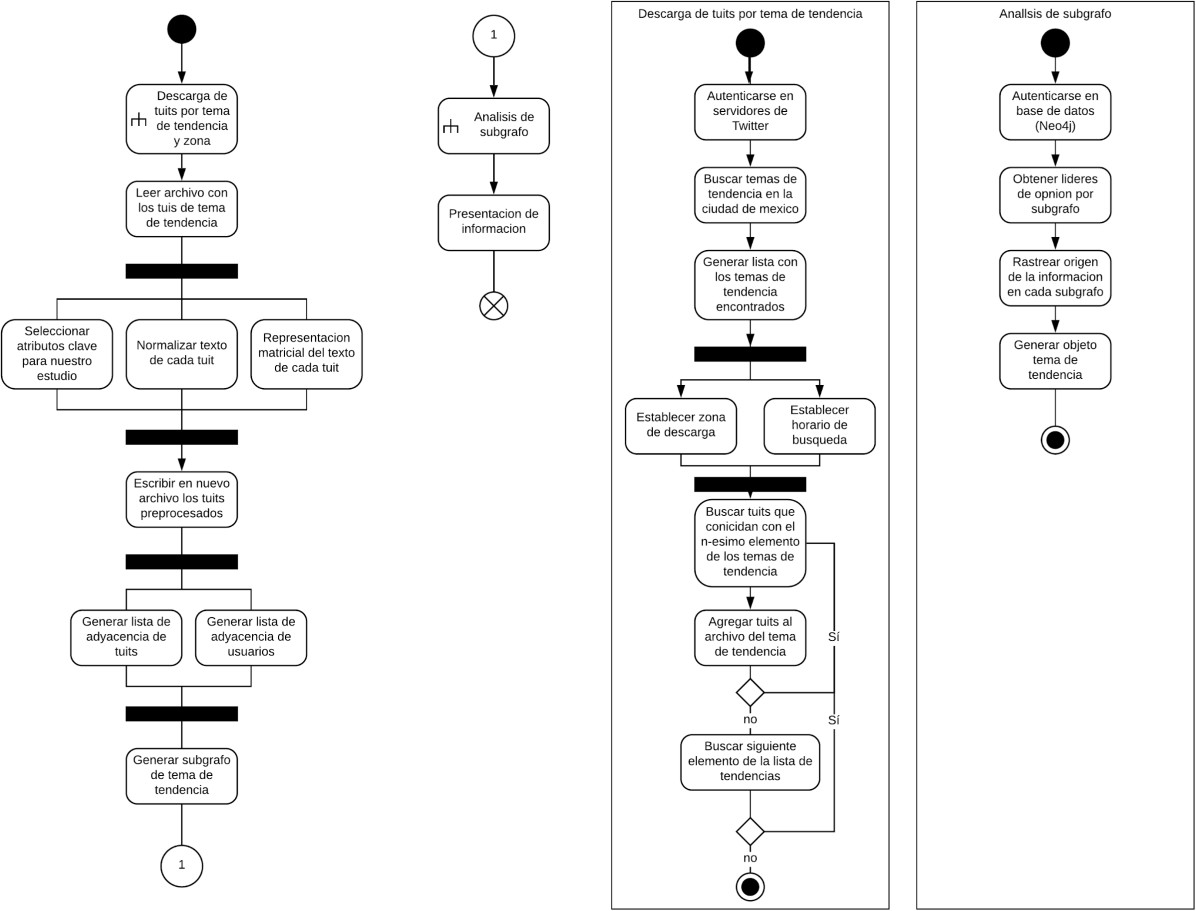 Descarga de
tuits por tema
de tendencia
y zona
Leer archivo con
los tuis de tema
de tendencia
Seleccionar
atributos clave
para nuestro
estudio
Normalizar texto
de cada tuit
Representacion
matricial del texto
de cada tuit
Escribir en nuevo
archivo los tuits
preprocesados
Generar lista de
adyacencia de
tuits
Generar lista de
adyacencia de
usuarios
Generar subgrafo
de tema de
tendencia
1
1
Analisis de
subgrafo
Presentacion de
informacion
Descarga de tuits por tema de tendencia
Autenticarse en
servidores de
Twitter
Buscar temas de
tendencia en la
ciudad de mexico
Generar lista con
los temas de
tendencia
encontrados
Establecer zona
de descarga
Establecer
horario de
busqueda
Buscar tuits que
conicidan con el
n-esimo elemento
de los temas de
tendencia
Agregar tuits al
archivo del tema
de tendencia
Sí
no
Sí
Buscar siguiente
elemento de la lista de
tendencias
no
Anallsis de subgrafo
Autenticarse en
base de datos
(Neo4j)
Obtener lideres
de opnion por
subgrafo
Rastrear origen
de la informacion
en cada subgrafo
Generar objeto
tema de
tendencia